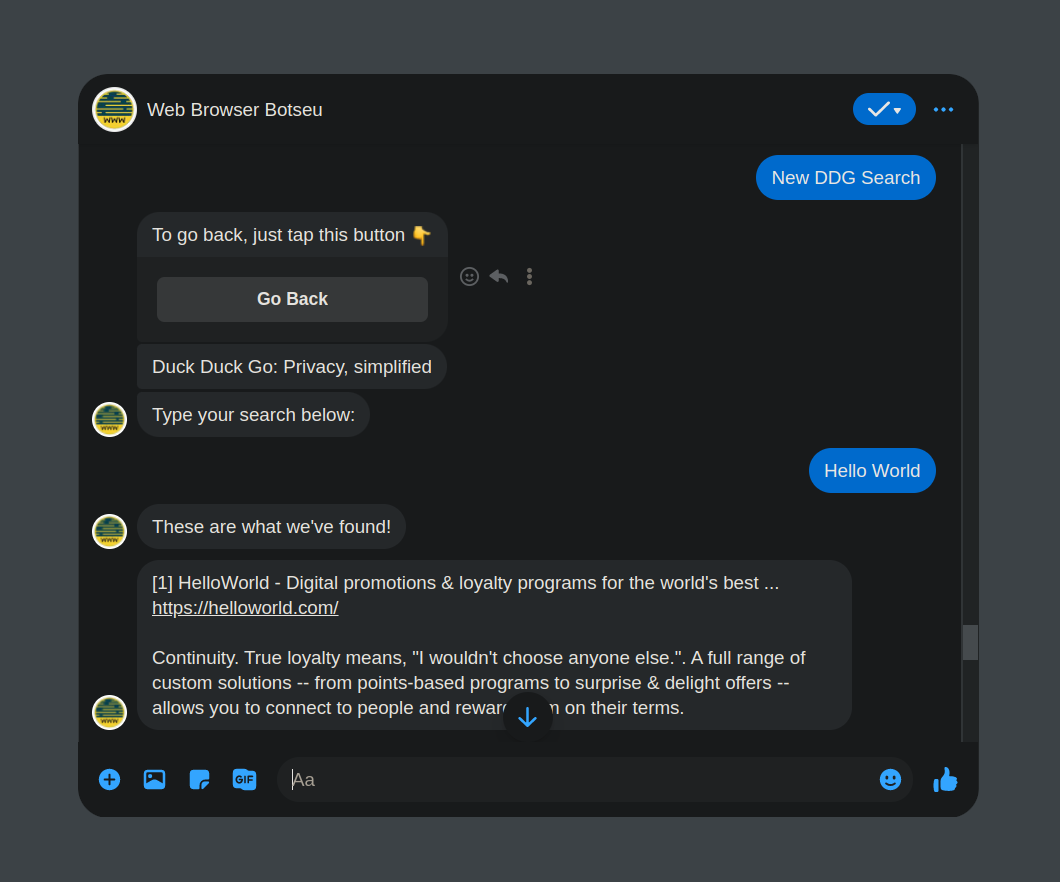 Web Browser Botseu
New DDG Search
To go back, just tap this button 👇
Go Back
Duck Duck Go: Privacy, simplified
Type your search below:
WWW
Hello World
These are what we've found!
WWW
[1] HelloWorld - Digital promotions & loyalty programs for the world's best ...
https://helloworld.com/
Continuity. True loyalty means, "I wouldn't choose anyone else.". A full range of
custom solutions -- from points-based programs to surprise & delight offers --
allows you to connect to people and on their terms.
WWW
GIF
Aa